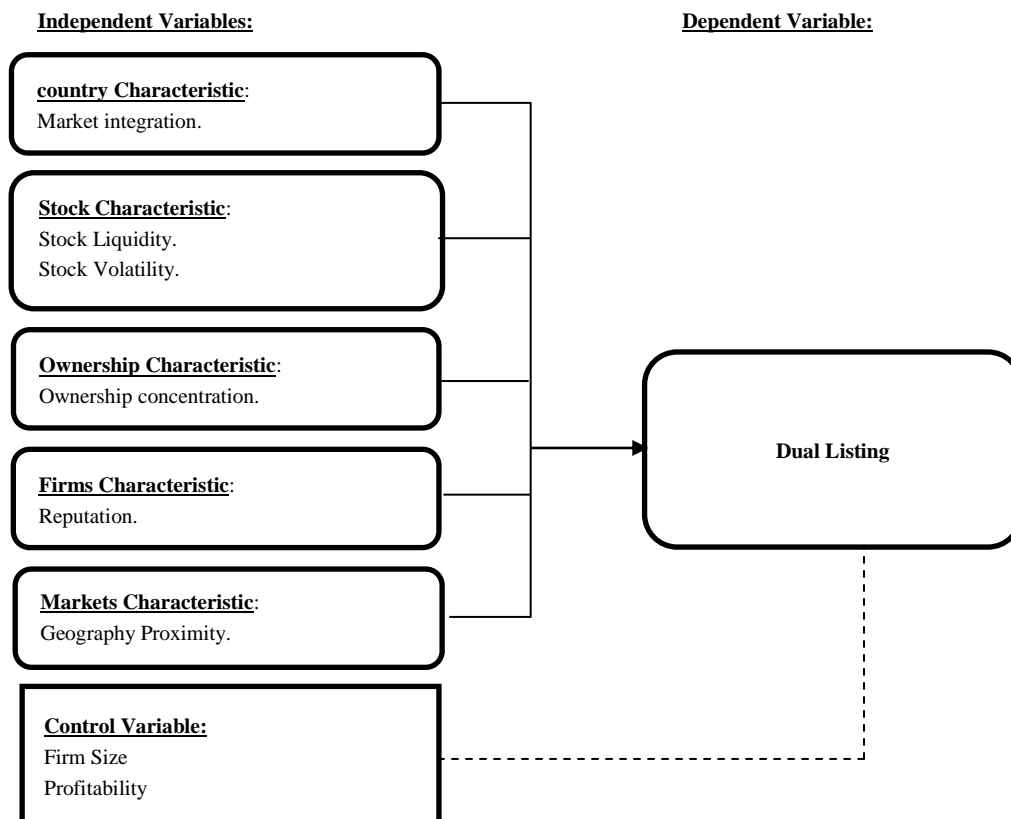 Independent Variables:
Dependent Variable:
country Characteristic:
Market integration.
Stock Characteristic:
Stock Liquidity.
Stock Volatility.
Ownership Characteristic:
Ownership concentration.
Firms Characteristic:
Reputation.
Markets Characteristic:
Geography Proximity.
Control Variable:
Firm Size
Profitability
Dual Listing